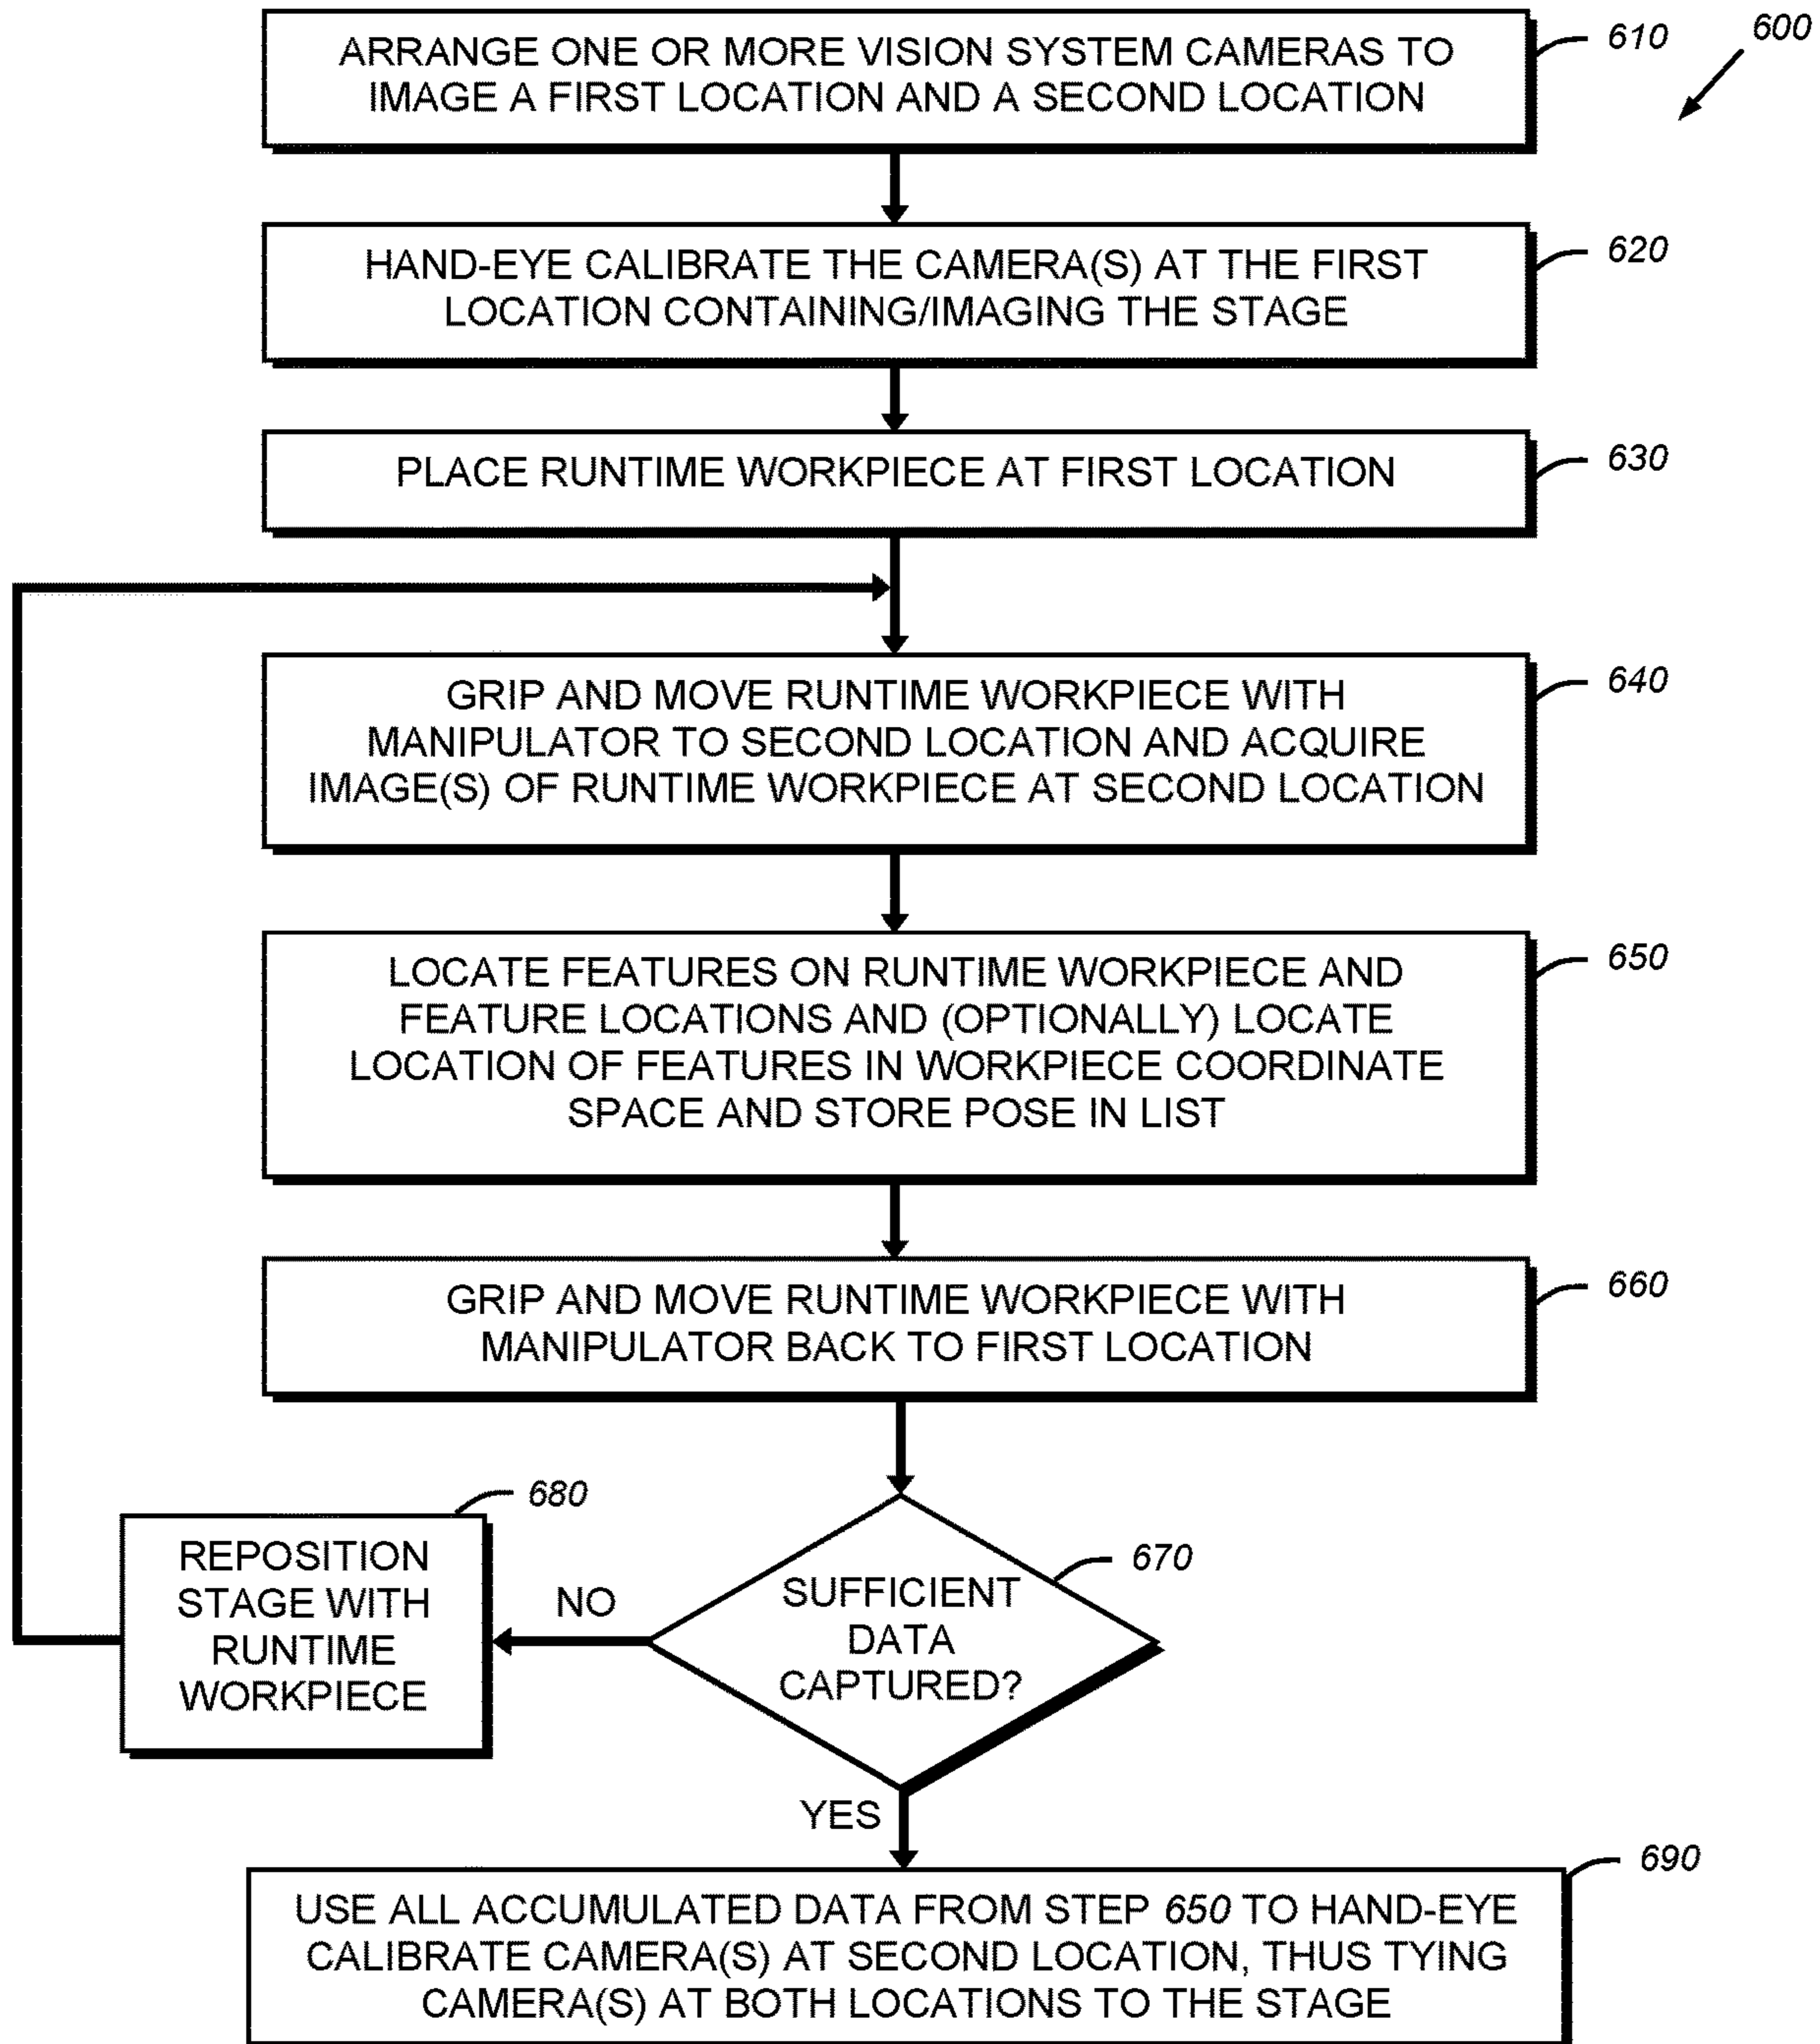 600
ARRANGE ONE OR MORE VISION SYSTEM CAMERAS TO
IMAGE A FIRST LOCATION AND A SECOND LOCATION
610
HAND-EYE CALIBRATE THE CAMERA(S) AT THE FIRST
LOCATION CONTAINING/IMAGING THE STAGE
620
PLACE RUNTIME WORKPIECE AT FIRST LOCATION
630
GRIP AND MOVE RUNTIME WORKPIECE WITH
MANIPULATOR TO SECOND LOCATION AND ACQUIRE
IMAGE(S) OF RUNTIME WORKPIECE AT SECOND LOCATION
640
LOCATE FEATURES ON RUNTIME WORKPIECE AND
FEATURE LOCATIONS AND (OPTIONALLY) LOCATE
LOCATION OF FEATURES IN WORKPIECE COORDINATE
SPACE AND STORE POSE IN LIST
650
GRIP AND MOVE RUNTIME WORKPIECE WITH
MANIPULATOR BACK TO FIRST LOCATION
660
SUFFICIENT
DATA
CAPTURED?
670
NO
REPOSITION
STAGE WITH
RUNTIME
WORKPIECE
680
YES
USE ALL ACCUMULATED DATA FROM STEP 650 TO HAND-EYE
CALIBRATE CAMERA(S) AT SECOND LOCATION, THUS TYING
CAMERA(S) AT BOTH LOCATIONS TO THE STAGE
690